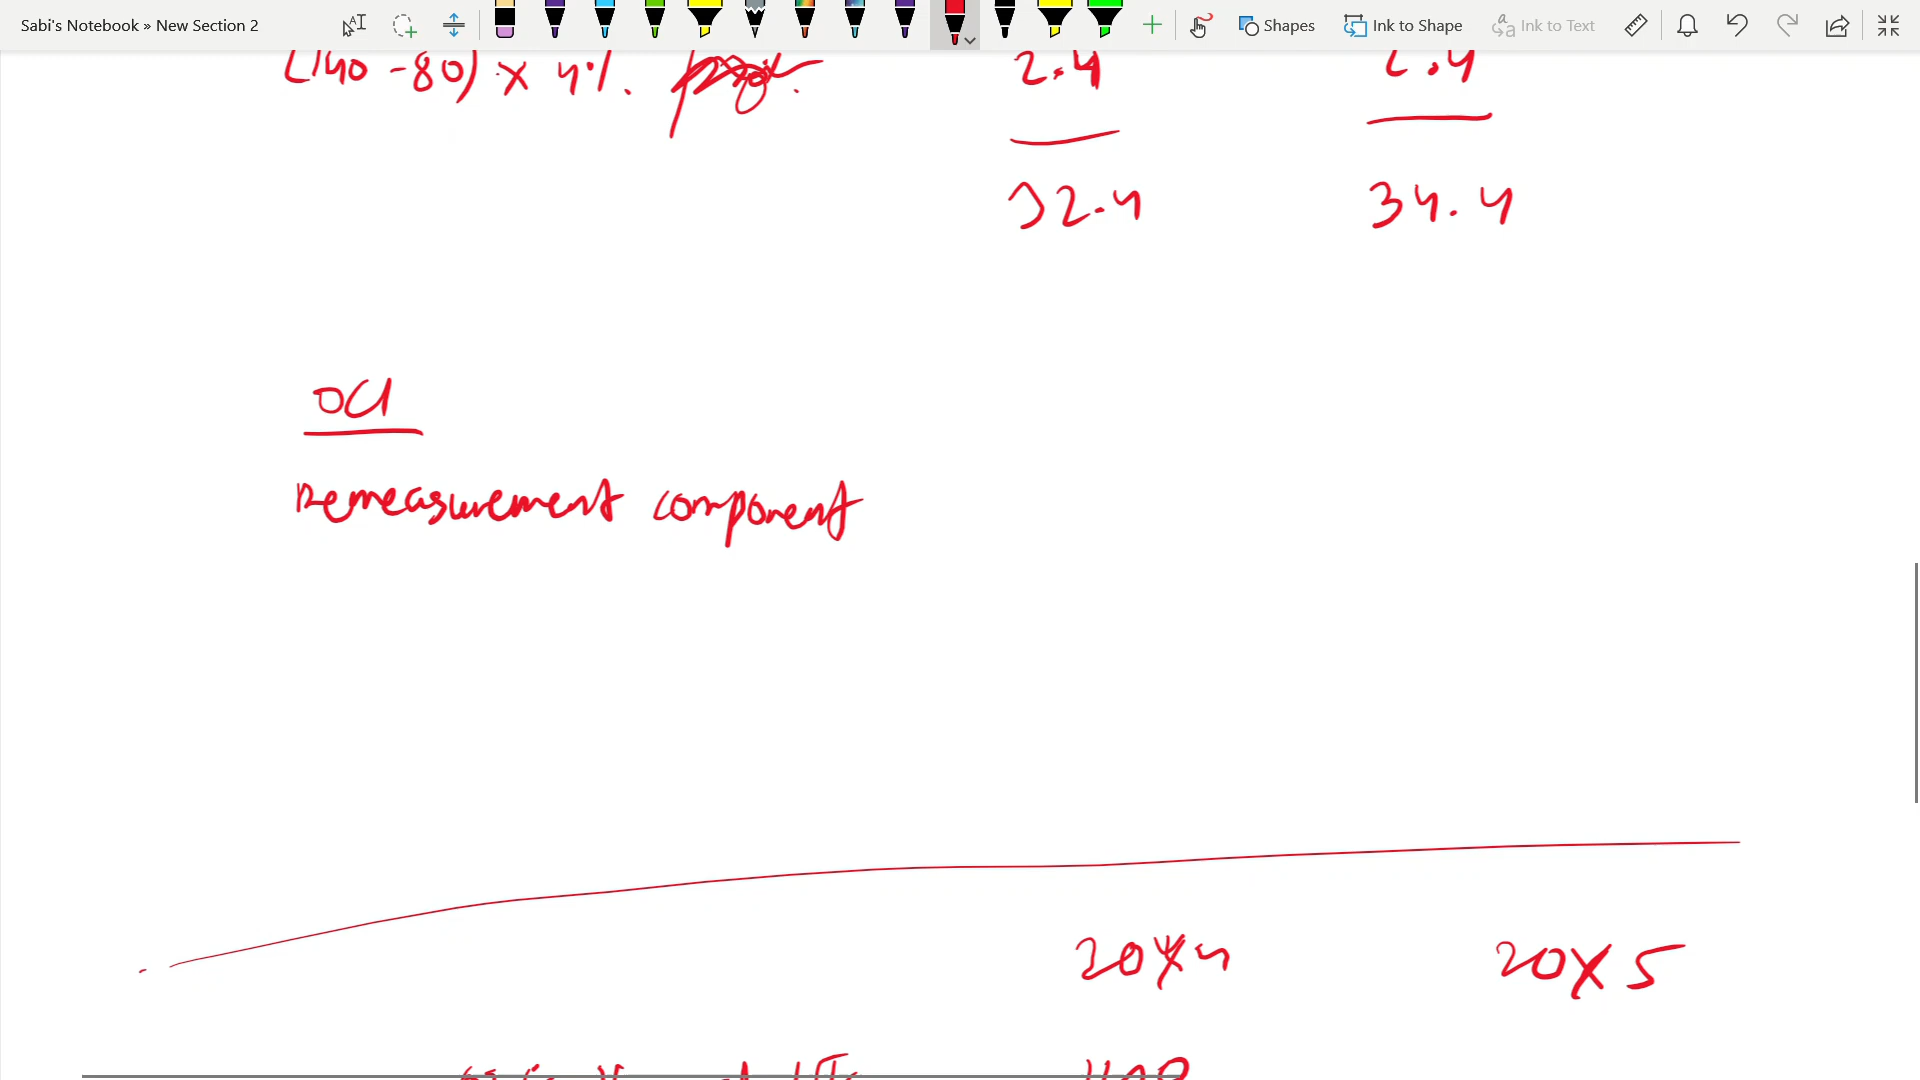 Sabi's Notebook » New Section 2
Shapes
Ink to Shape
Ink to Text
(140 - 80) x 4%. 2.4 2.4
32.4 34.4
OCI
Remeasurement component
20X4 20X5